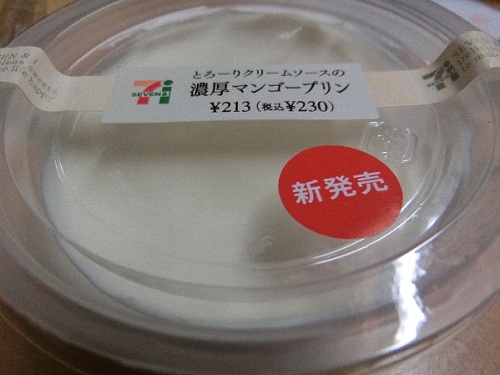 とろーりクリームソースの
濃厚マンゴープリン
¥213(税込¥230)
SEVEN&i
新発売